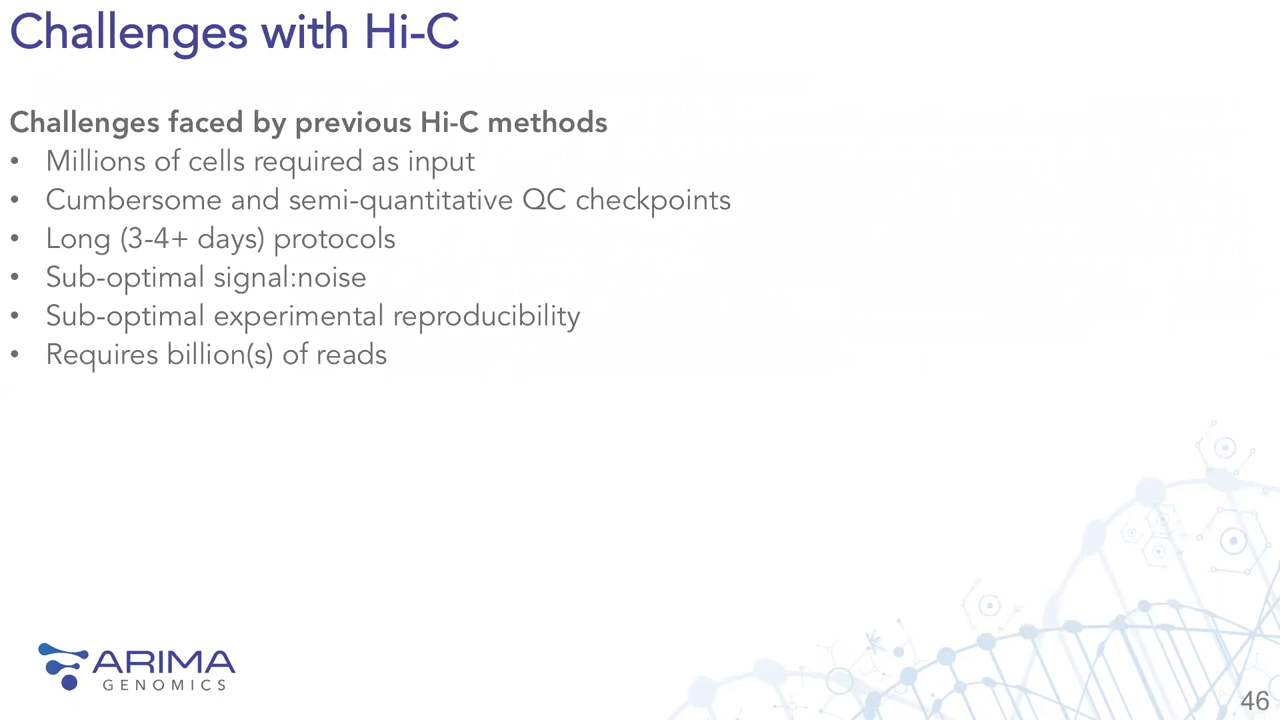 Challenges with Hi-C
Challenges faced by previous Hi-C methods
• Millions of cells required as input
• Cumbersome and semi-quantitative QC checkpoints
• Long (3-4+ days) protocols
• Sub-optimal signal:noise
• Sub-optimal experimental reproducibility
• Requires billion(s) of reads
ARIMA
GENOMICS
46